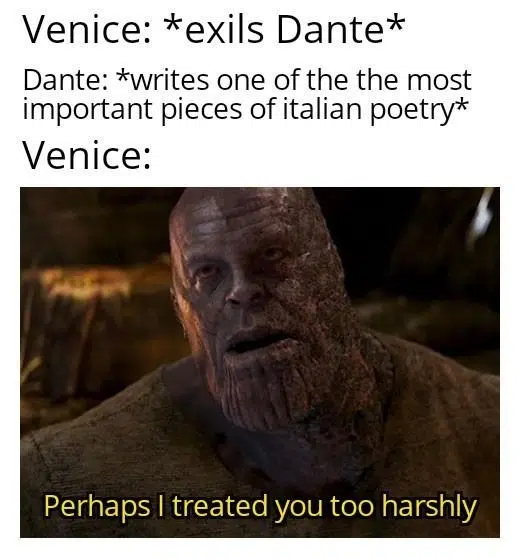 Venice: *exils Dante*
Dante: *writes one of the the most
important pieces of italian poetry*
Venice:
Perhaps I treated you too harshly